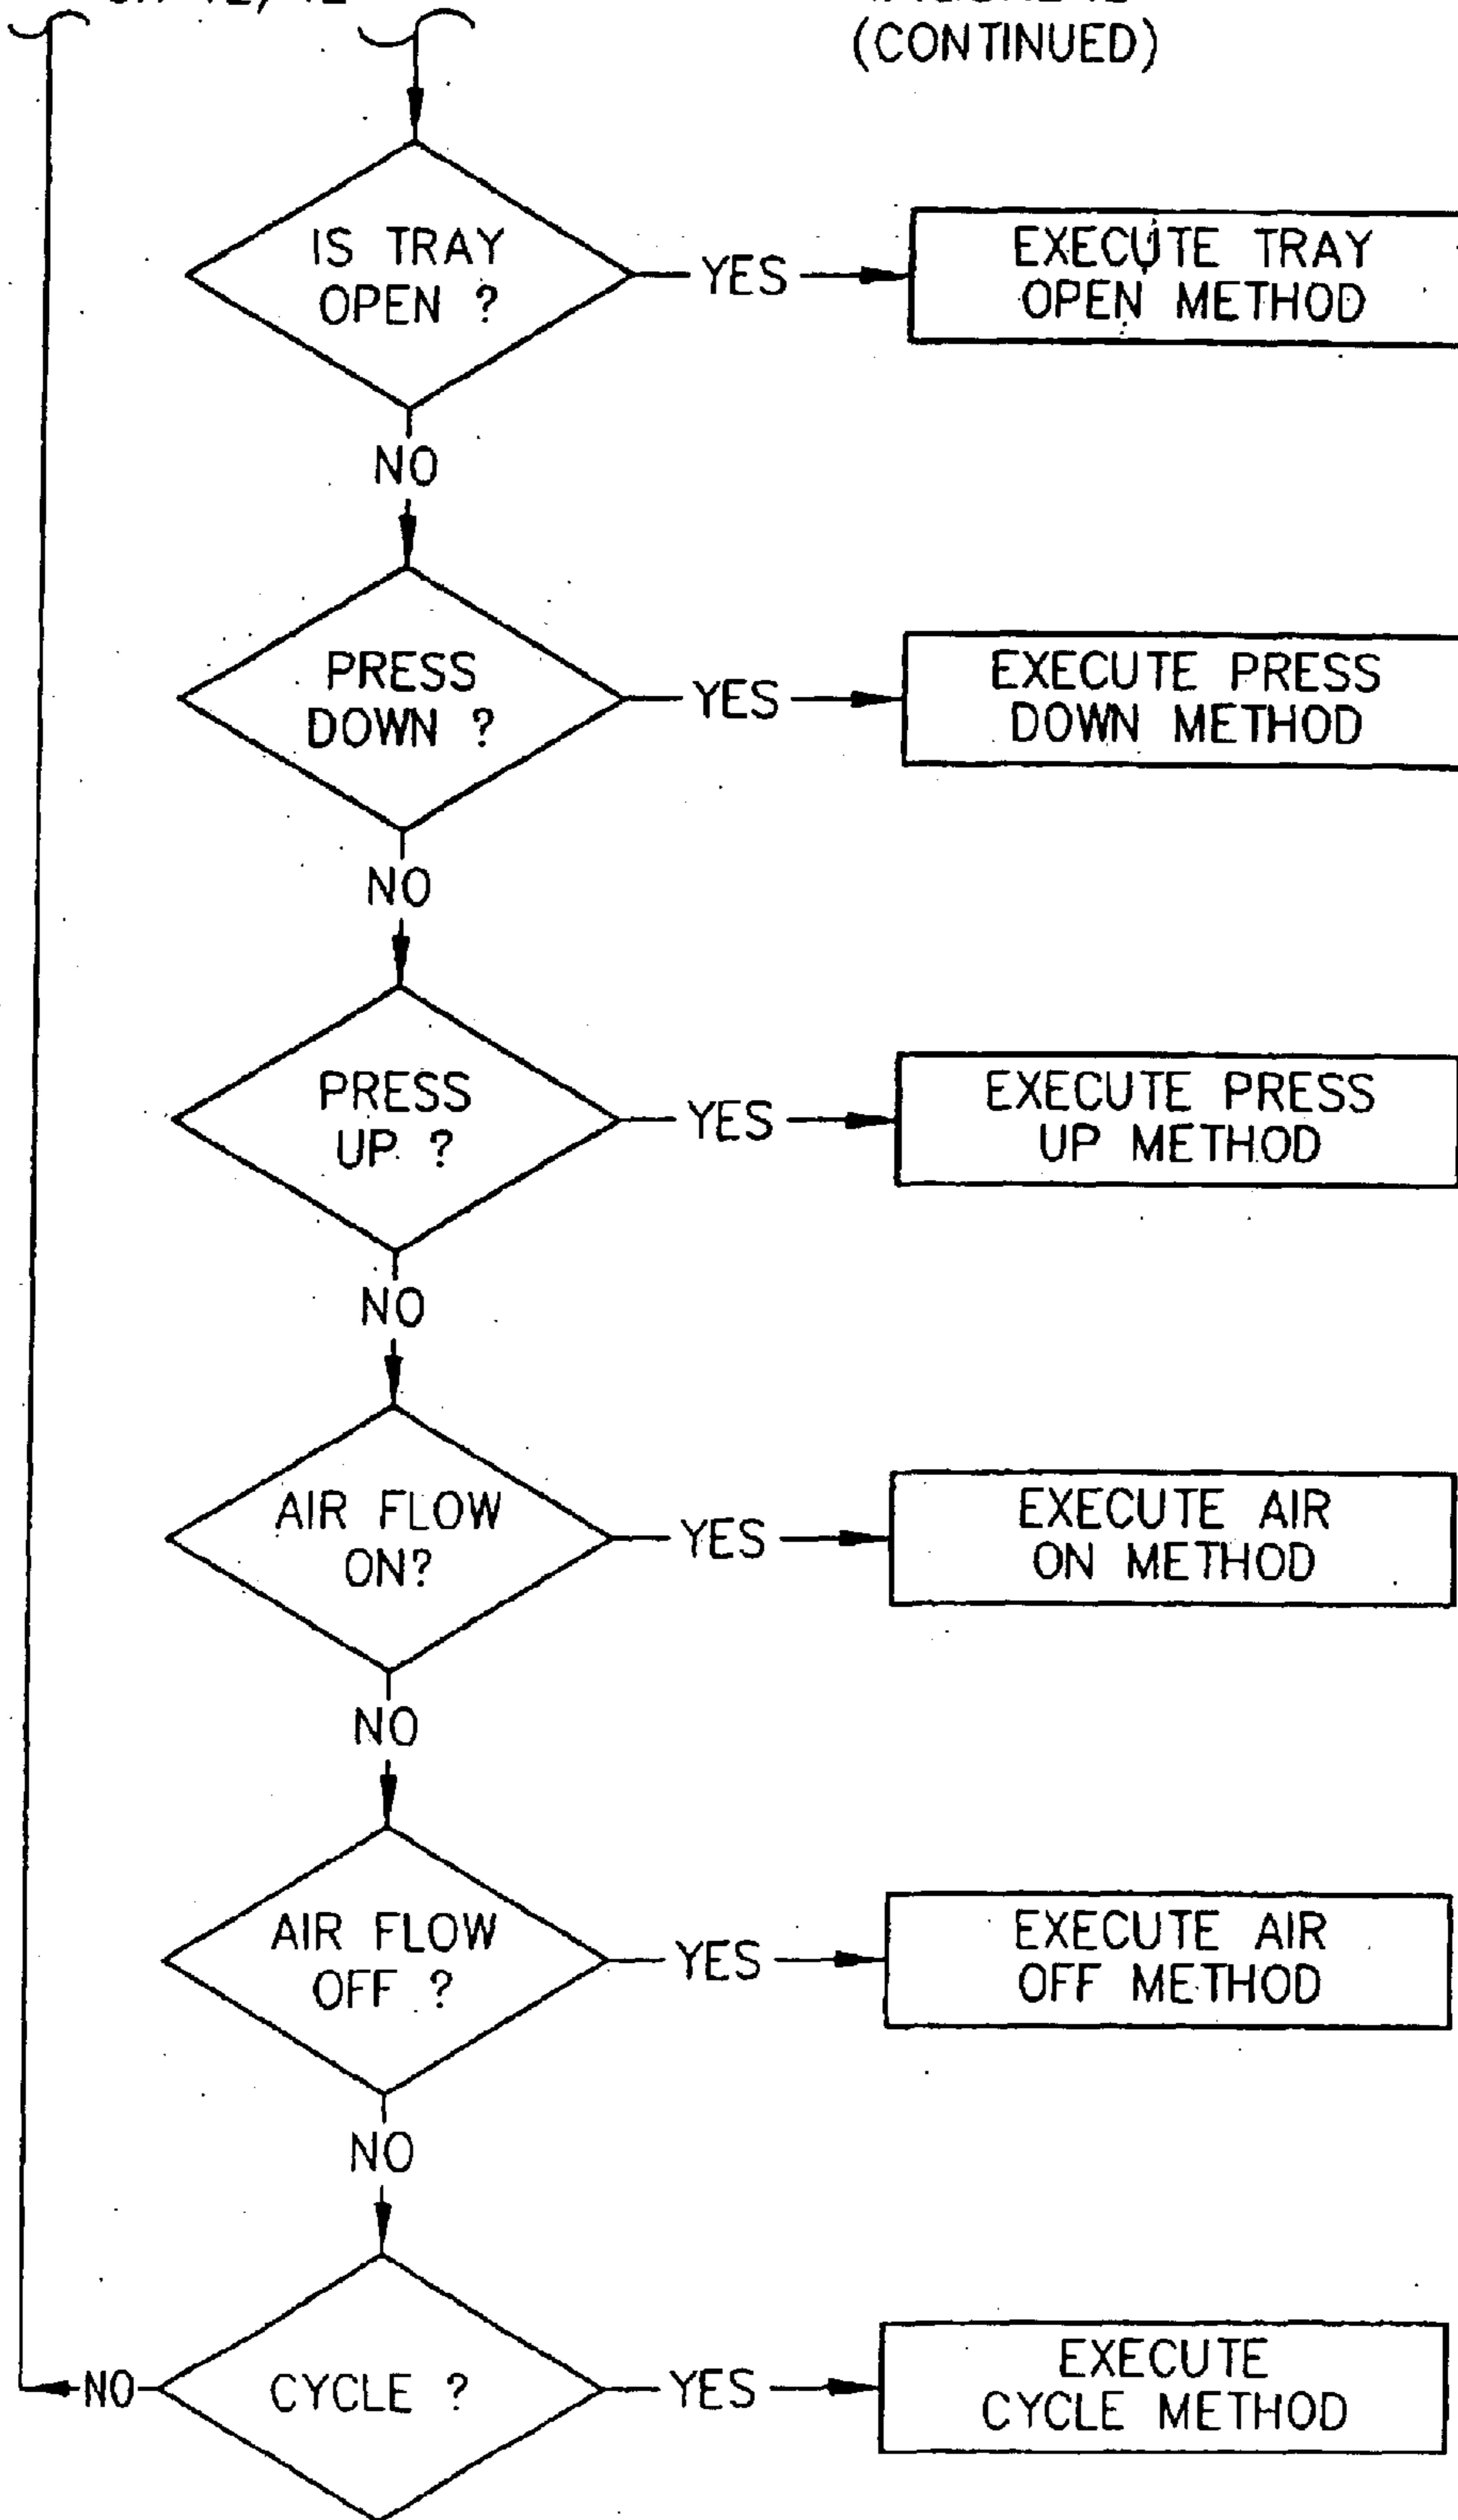 (CONTINUED)
IS TRAY
OPEN ?
YES
EXECUTE TRAY
OPEN METHOD
NO
PRESS
DOWN ?
YES
EXECUTE PRESS
DOWN METHOD
NO
PRESS
UP ?
YES
EXECUTE PRESS
UP METHOD
NO
AIR FLOW
ON?
YES
EXECUTE AIR
ON METHOD
NO
AIR FLOW
OFF ?
YES
EXECUTE AIR
OFF METHOD
NO
NO
CYCLE ?
YES
EXECUTE
CYCLE METHOD